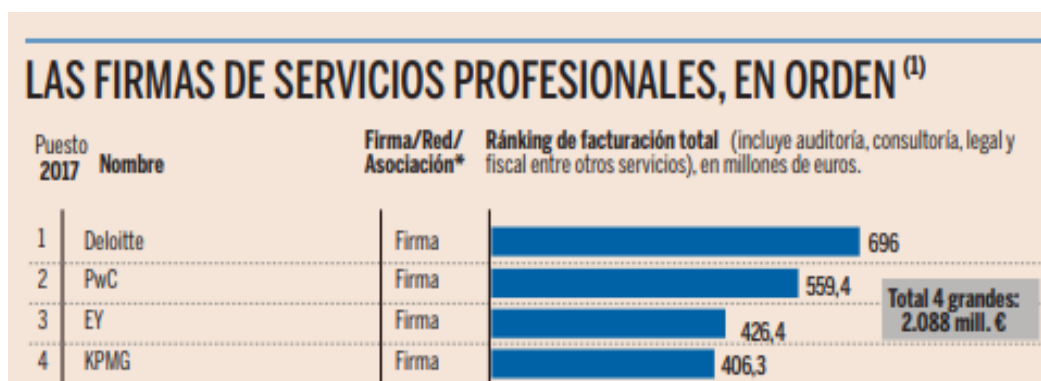 LAS FIRMAS DE SERVICIOS PROFESIONALES, EN ORDEN (1)
Puesto
2017 Nombre
Firma/Red/
Asociación*
Ránking de facturación total (incluye auditoría, consultoría, legal y
fiscal entre otros servicios), en millones de euros.
1 Deloitte Firma 696
2 PwC Firma 559,4
3 EY Firma 426,4
4 KPMG Firma 406,3
Total 4 grandes:
2.088 mill. €